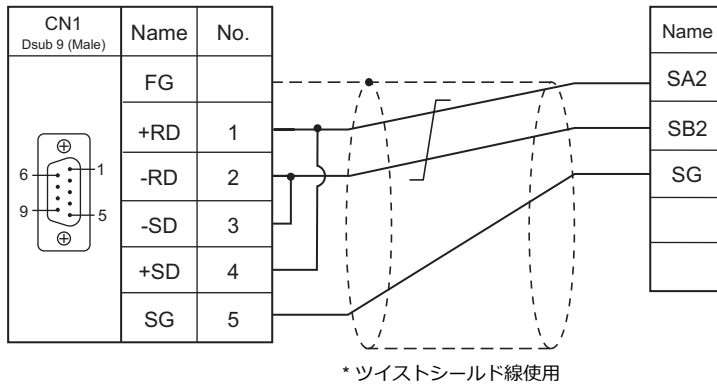 CN1
Dsub 9 (Male)
Name
No.
Name
FG
SA2
+RD
1
SB2
-RD
2
SG
-SD
3
+SD
4
SG
5
6
1
9
5
* ツイストシールド線使用